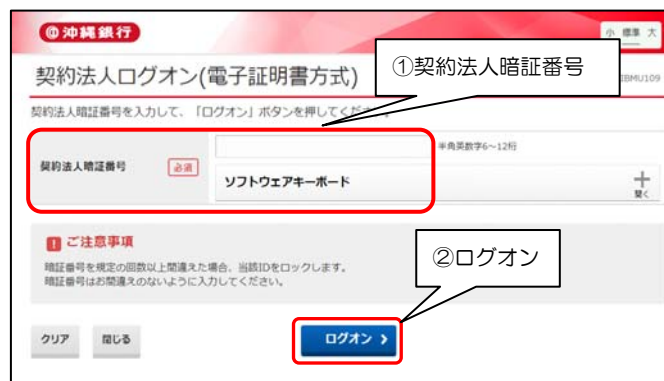 @沖縄銀行
小 標準 大
契約法人ログオン(電子証明書方式)
①契約法人暗証番号
IBMU109
契約法人暗証番号を入力して、「ログオン」ボタンを押してください。
契約法人暗証番号
必須
半角英数字6～12桁
ソフトウェアキーボード
開く
ご注意事項
暗証番号を規定の回数以上間違えた場合、当該IDをロックします。
暗証番号はお間違えのないように入力してください。
②ログオン
クリア
閉じる
ログオン